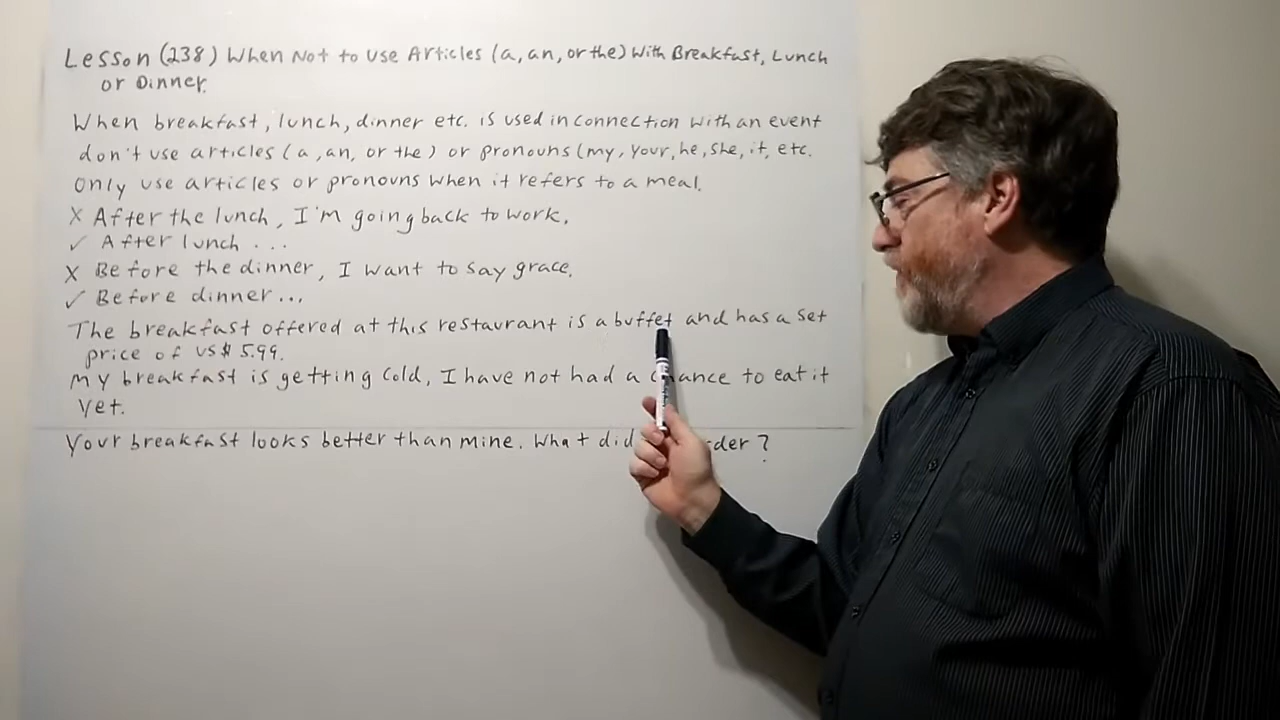 Lesson (238) When Not to use Articles (a, an, or the) With Breakfast, Lunch
or Dinner.
When breakfast, lunch, dinner etc. is used in connection with an event
don't use articles (a, an, or the) or pronouns (my, your, he, she, it, etc.
Only use articles or pronouns when it refers to a meal.
X After the lunch, I'm going back to work.
✓ After lunch ...
X Before the dinner, I want to say grace.
✓ Before dinner...
The breakfast offered at this restaurant is a buffet and has a set
price of US$ 5.99.
My breakfast is getting cold, I have not had a chance to eat it
yet.
Your breakfast looks better than mine. What did der?